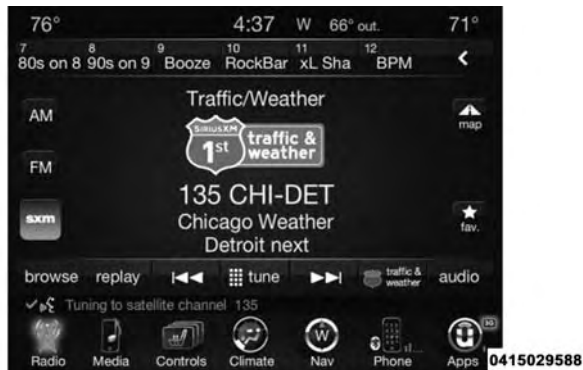 76° 4:37 W 66° out. 71°
7 8 9 10 11 12
80s on 8 90s on 9 Booze RockBar xL Sha BPM
Traffic/Weather
AM
map
SIRIUSXM
1st traffic & weather
FM
135 CHI-DET
sxm
Chicago Weather
fav.
Detroit next
browse replay tune traffic & weather audio
Tuning to satellite channel 135
W 3G
Radio Media Controls Climate Nav Phone Apps
0415029588